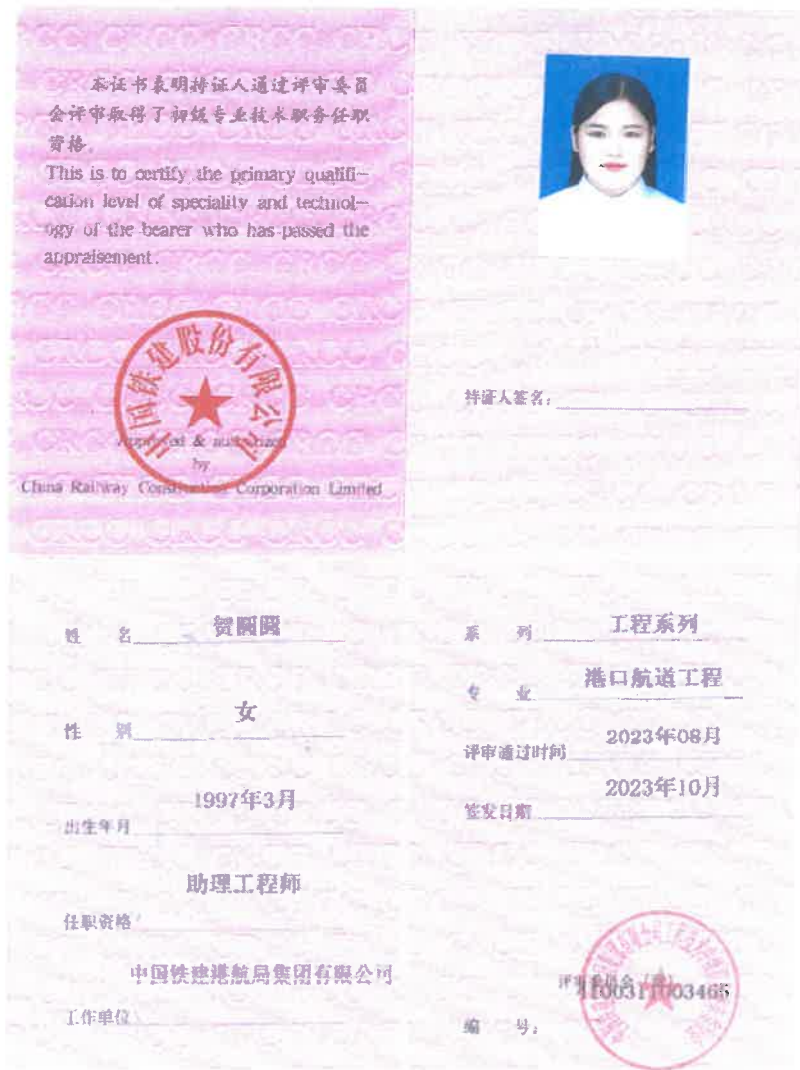 本证书表明持证人通过评审委员
会评审取得了初级专业技术职务任职
资格。
This is to certify the primary qualifi-
cation level of speciality and technol-
ogy of the bearer who has passed the
appraisement.
中国铁建股份有限公司
Approved & authorized
by
China Railway Construction Corporation Limited
持证人签名:
姓 名 贺圆圆
性 别 女
出生年月 1997年3月
任职资格 助理工程师
工作单位 中国铁建港航局集团有限公司
系 列 工程系列
专 业 港口航道工程
评审通过时间 2023年08月
签发日期 2023年10月
评审委员会(章)
编 号: